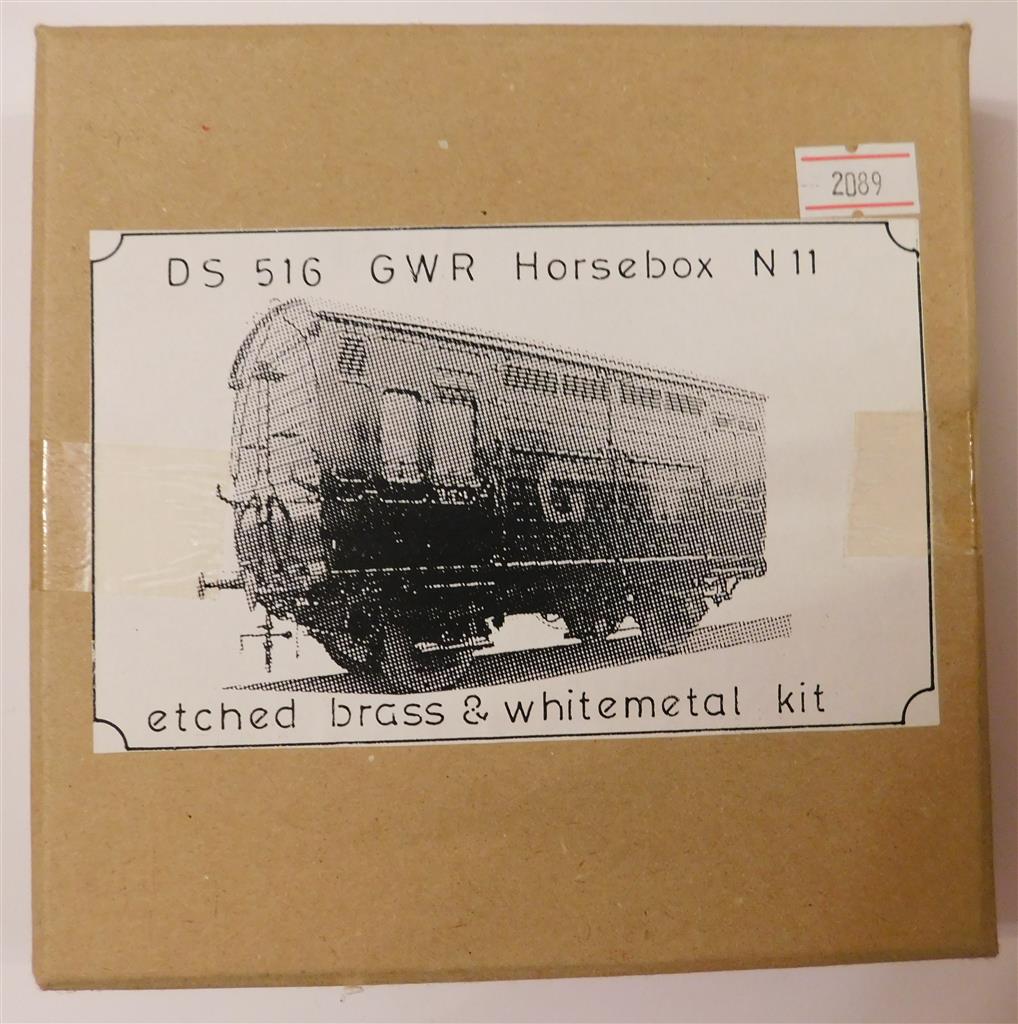 2089
DS 516 GWR Horsebox N11
G
etched brass & whitemetal kit